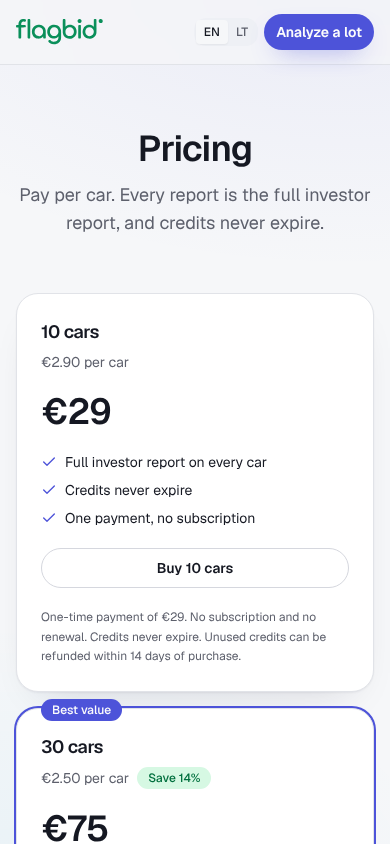 flagbid
EN LT
Analyze a lot
Pricing
Pay per car. Every report is the full investor
report, and credits never expire.
10 cars
€2.90 per car
€29
Full investor report on every car
Credits never expire
One payment, no subscription
Buy 10 cars
One-time payment of €29. No subscription and no
renewal. Credits never expire. Unused credits can be
refunded within 14 days of purchase.
Best value
30 cars
€2.50 per car Save 14%
€75